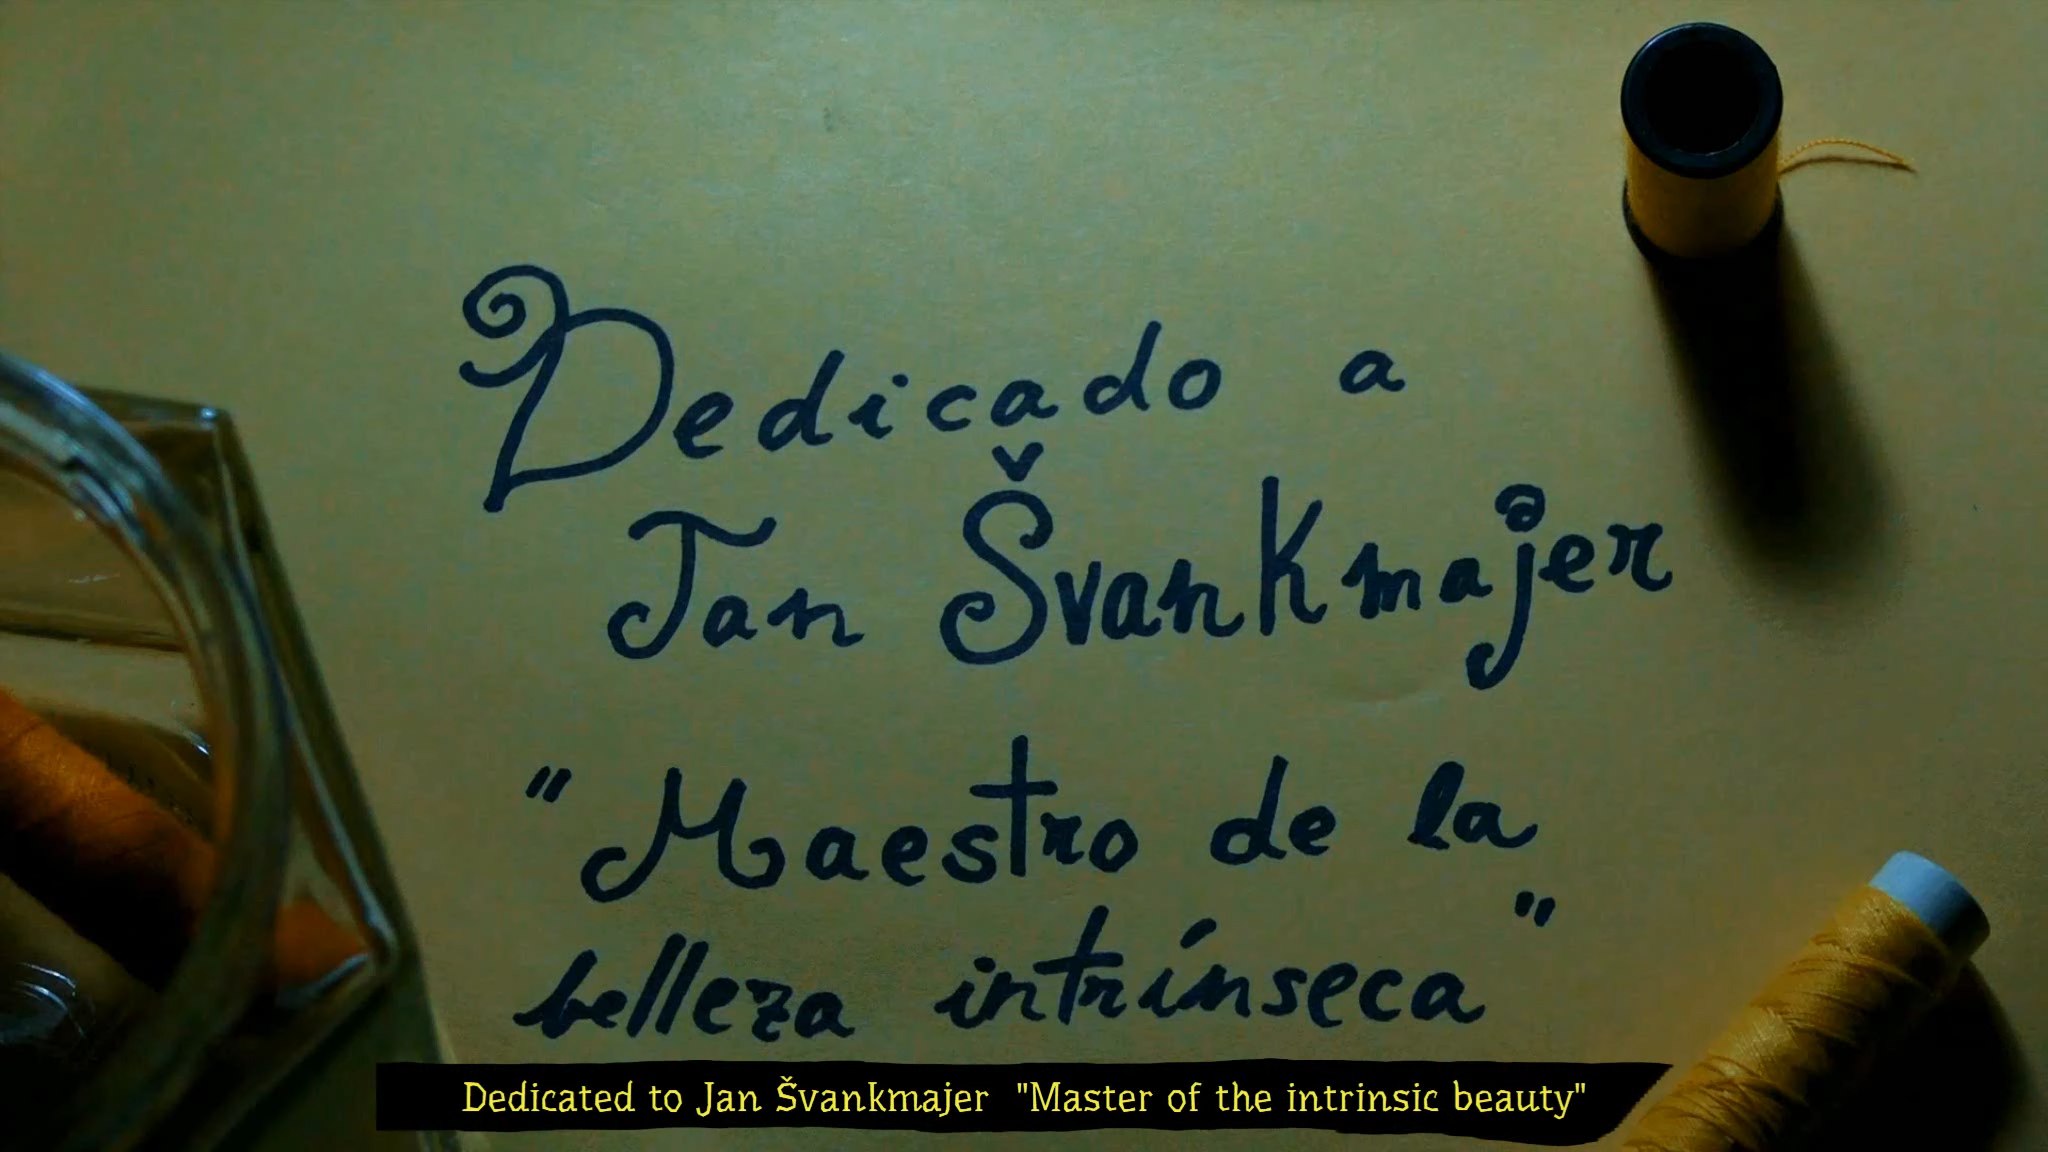 Dedicado a
Jan Švankmajer
"Maestro de la
belleza intrínseca"
Dedicated to Jan Švankmajer "Master of the intrinsic beauty"